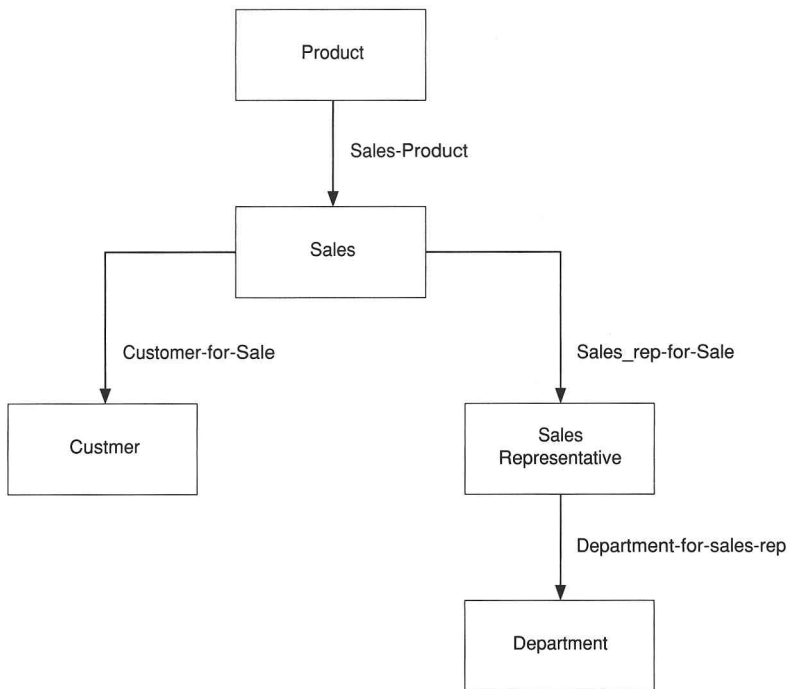 Product
Sales-Product
Sales
Customer-for-Sale
Sales_rep-for-Sale
Custmer
Sales
Representative
Department-for-sales-rep
Department